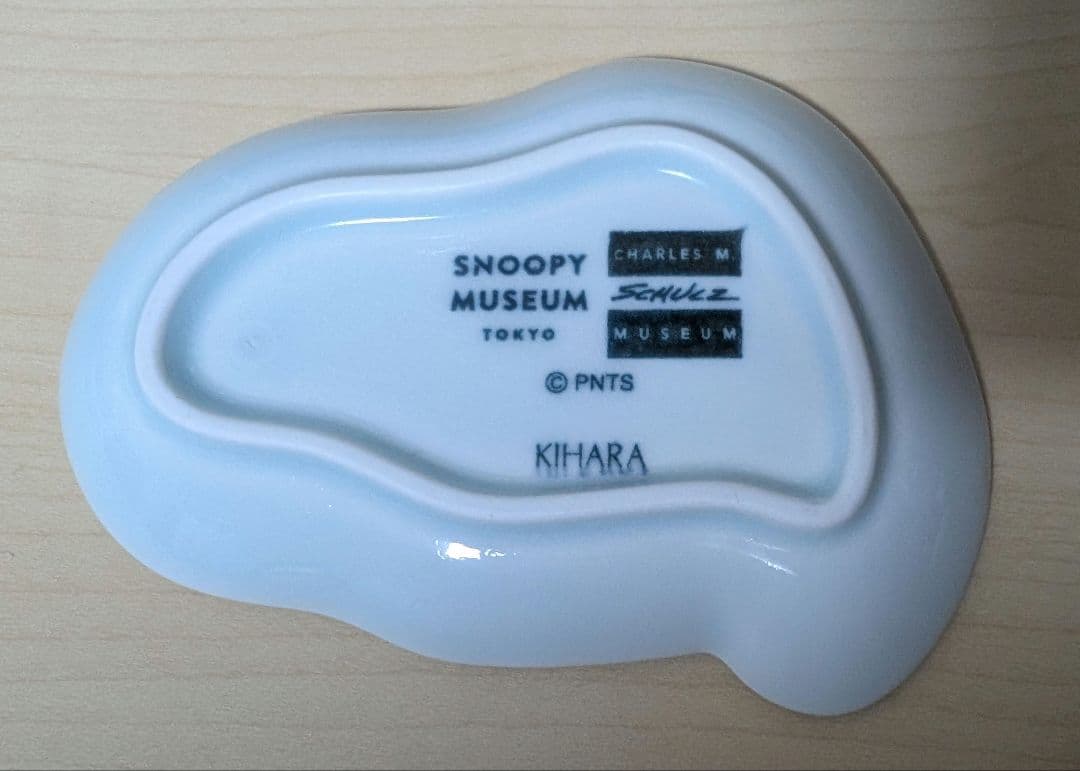 SNOOPY
MUSEUM
TOKYO
CHARLES M.
SCHULZ
MUSEUM
© PNTS
KIHARA